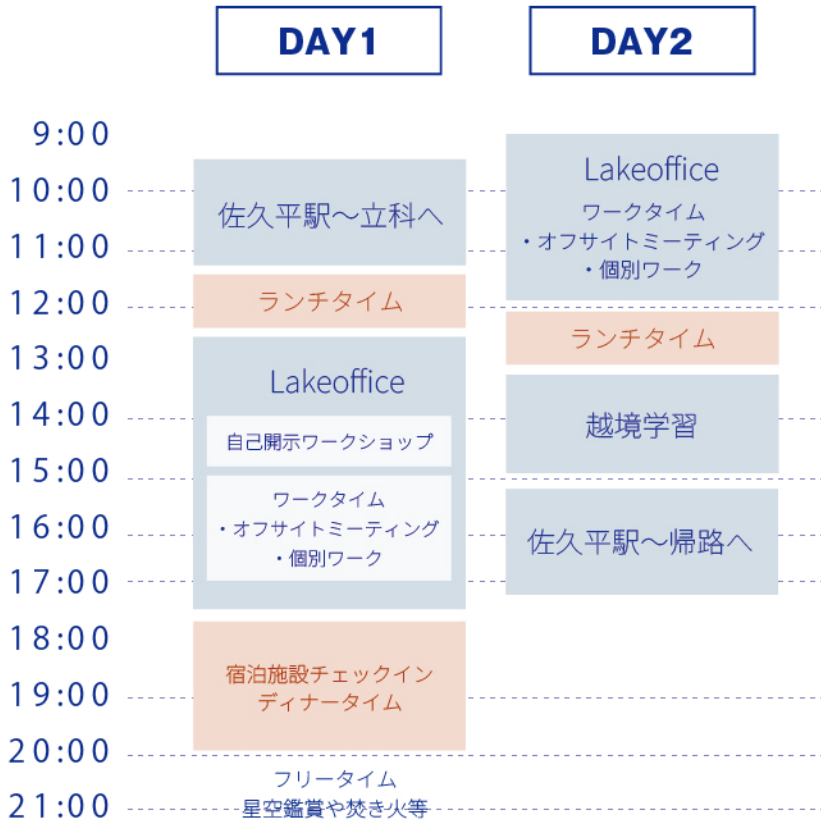 DAY1
DAY2
9:00
10:00
11:00
12:00
13:00
14:00
15:00
16:00
17:00
18:00
19:00
20:00
21:00
佐久平駅～立科へ
ランチタイム
Lakeoffice
自己開示ワークショップ
ワークタイム
・オフサイトミーティング
・個別ワーク
宿泊施設チェックイン
ディナータイム
フリータイム
星空鑑賞や焚き火等
Lakeoffice
ワークタイム
・オフサイトミーティング
・個別ワーク
ランチタイム
越境学習
佐久平駅～帰路へ